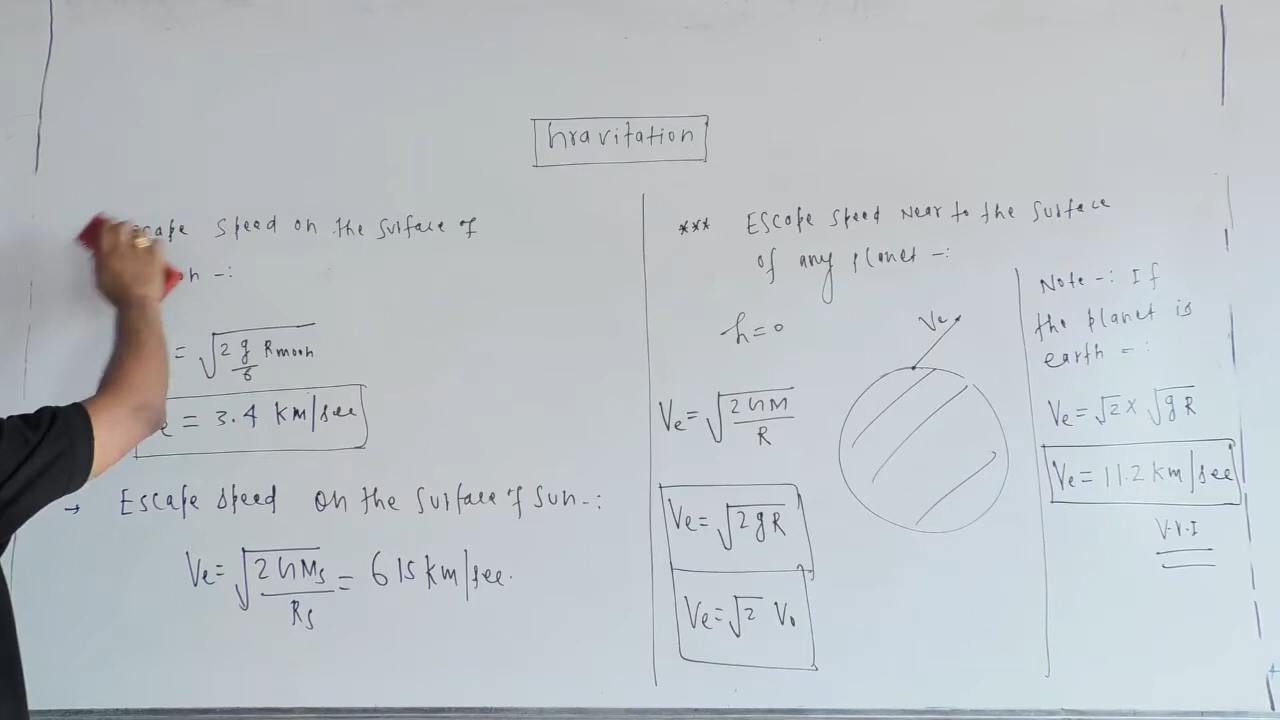 Gravitation
Escape speed on the surface of
-:
= √(2 g/6 Rmoon)
= 3.4 km/sec
→ Escape speed on the surface of sun-:
Ve = √(2GMs/Rs) = 615 km/sec.
*** Escape speed Near to the surface
of any planet -:
h=0
Ve
Ve = √(2GM/R)
Ve = √2gR
Ve = √2 V₀
Note -: If
the planet is
earth - :
Ve = √2 x √gR
Ve = 11.2 km/sec
V.V.I